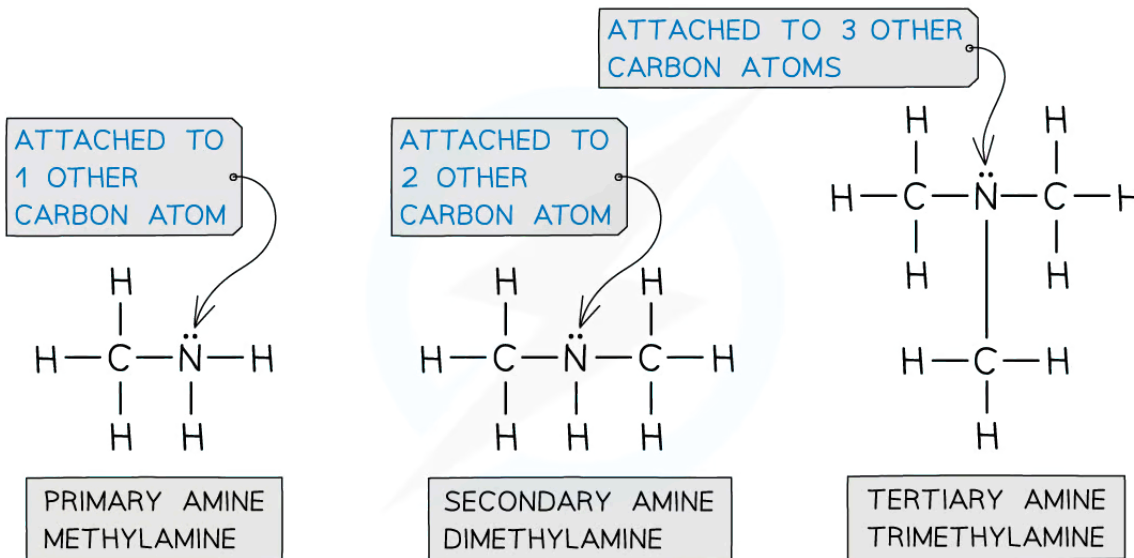 ATTACHED TO 3 OTHER
CARBON ATOMS
ATTACHED TO
1 OTHER
CARBON ATOM
ATTACHED TO
2 OTHER
CARBON ATOM
H H
H C N C H
H H
H H
H C N H
H H
H H
H C N C H
H H H
H C H
H
PRIMARY AMINE
METHYLAMINE
SECONDARY AMINE
DIMETHYLAMINE
TERTIARY AMINE
TRIMETHYLAMINE